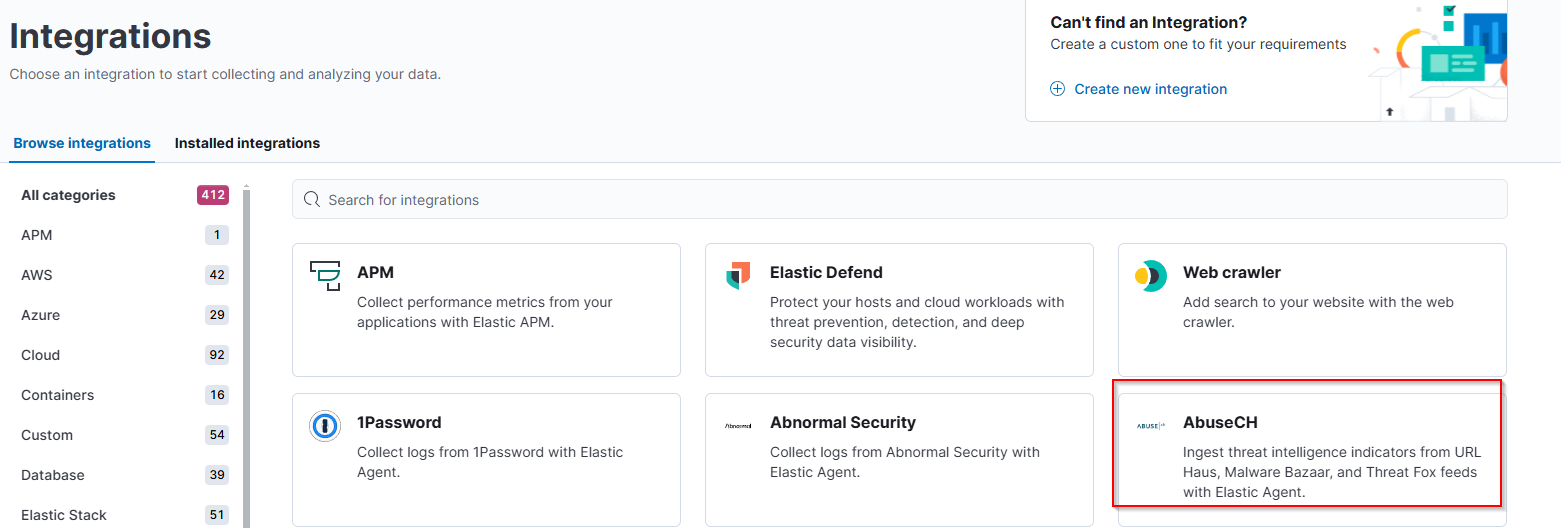 Integrations
Choose an integration to start collecting and analyzing your data.
Can't find an Integration?
Create a custom one to fit your requirements
Create new integration
Browse integrations
Installed integrations
All categories 412
APM 1
AWS 42
Azure 29
Cloud 92
Containers 16
Custom 54
Database 39
Elastic Stack 51
Search for integrations
APM
Collect performance metrics from your
applications with Elastic APM.
Elastic Defend
Protect your hosts and cloud workloads with
threat prevention, detection, and deep
security data visibility.
Web crawler
Add search to your website with the web
crawler.
1Password
Collect logs from 1Password with Elastic
Agent.
Abnormal
Abnormal Security
Collect logs from Abnormal Security with
Elastic Agent.
ABUSE ch
AbuseCH
Ingest threat intelligence indicators from URL
Haus, Malware Bazaar, and Threat Fox feeds
with Elastic Agent.